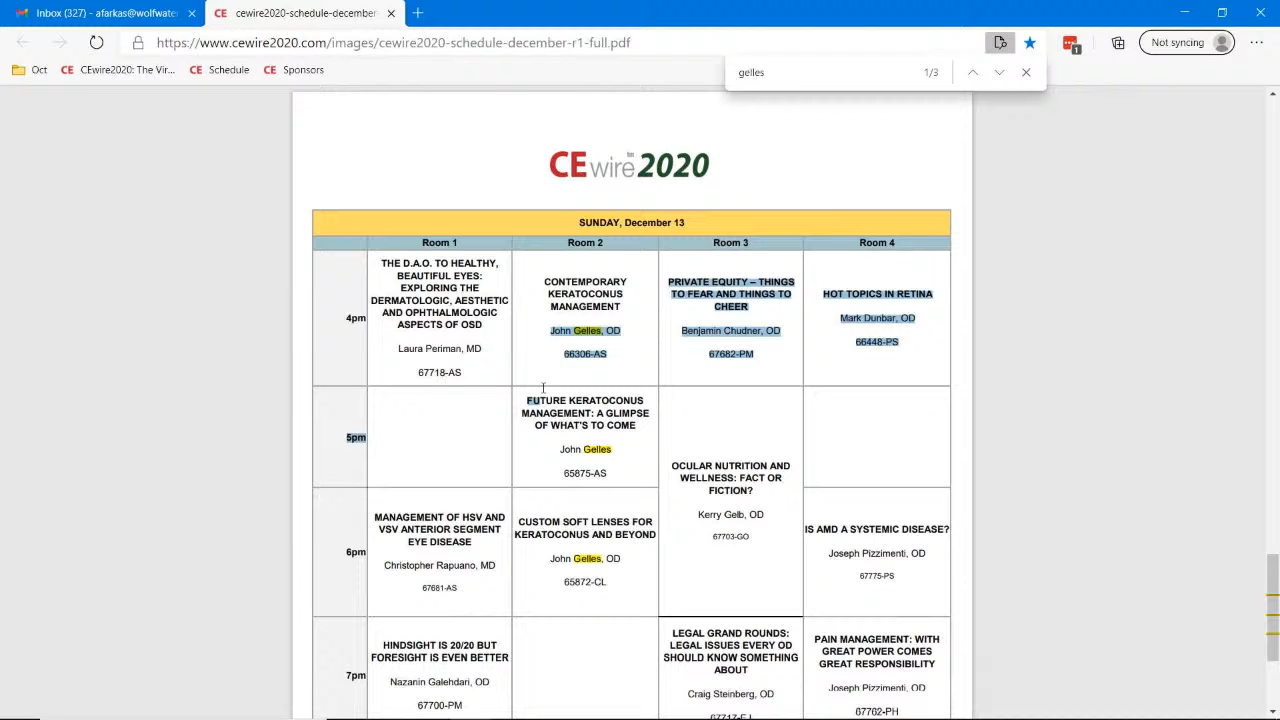 Inbox (327) - afarkas@wolfwater
cewire2020-schedule-december
https://www.cewire2020.com/images/cewire2020-schedule-december-r1-full.pdf
1
Not syncing
Oct
CEwire2020: The Vir...
Schedule
Sponsors
gelles
1/3
CE wire 2020
SUNDAY, December 13
Room 1
Room 2
Room 3
Room 4
4pm
THE D.A.O. TO HEALTHY,
BEAUTIFUL EYES:
EXPLORING THE
DERMATOLOGIC, AESTHETIC
AND OPHTHALMOLOGIC
ASPECTS OF OSD
Laura Periman, MD
67718-AS
CONTEMPORARY
KERATOCONUS
MANAGEMENT
John Gelles, OD
66306-AS
PRIVATE EQUITY – THINGS
TO FEAR AND THINGS TO
CHEER
Benjamin Chudner, OD
67682-PM
HOT TOPICS IN RETINA
Mark Dunbar, OD
66448-PS
5pm
FUTURE KERATOCONUS
MANAGEMENT: A GLIMPSE
OF WHAT'S TO COME
John Gelles
65875-AS
OCULAR NUTRITION AND
WELLNESS: FACT OR
FICTION?
Kerry Gelb, OD
67703-GO
6pm
MANAGEMENT OF HSV AND
VSV ANTERIOR SEGMENT
EYE DISEASE
Christopher Rapuano, MD
67681-AS
CUSTOM SOFT LENSES FOR
KERATOCONUS AND BEYOND
John Gelles, OD
65872-CL
IS AMD A SYSTEMIC DISEASE?
Joseph Pizzimenti, OD
67775-PS
7pm
HINDSIGHT IS 20/20 BUT
FORESIGHT IS EVEN BETTER
Nazanin Galehdari, OD
67700-PM
LEGAL GRAND ROUNDS:
LEGAL ISSUES EVERY OD
SHOULD KNOW SOMETHING
ABOUT
Craig Steinberg, OD
67717-EJ
PAIN MANAGEMENT: WITH
GREAT POWER COMES
GREAT RESPONSIBILITY
Joseph Pizzimenti, OD
67762-PH